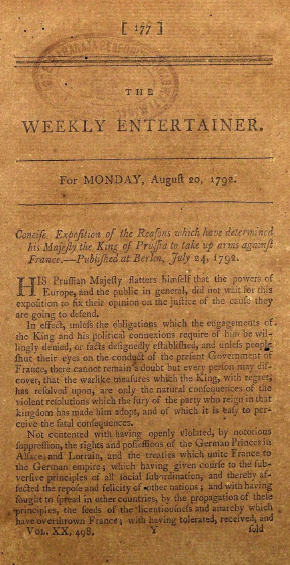 [ 177 ]
THE
WEEKLY ENTERTAINER.
For MONDAY, August 20, 1792.
Concise Exposition of the Reasons which have determined
his Majesty the King of Prussia to take up arms against
France.—Published at Berlin, July 24, 1792.
HIS Prussian Majesty flatters himself that the powers of
Europe, and the public in general, did not wait for this
exposition to fix their opinion on the justice of the cause they
are going to defend.
In effect, unless the obligations which the engagements of
the King and his political connexions require of him be wil-
lingly denied, or facts designedly established, and unless people
shut their eyes on the conduct of the present Government of
France, there cannot remain a doubt but every person may dis-
cover, that the warlike measures which the King, with regret,
has resolved upon, are only the natural consequences of the
violent resolutions which the fury of the party who reign in that
kingdom has made him adopt, and of which it is easy to per-
ceive the fatal consequences.
Not contented with having openly violated, by notorious
suppression, the rights and possessions of the German Princes in
Alsace and Lorrain, and the treaties which unite France to
the German empire; which having given course to the sub-
versive principles of all social subordination, and thereby af-
fected the repose and felicity of other nations; and with having
sought to spread in other countries, by the propagation of these
principles, the seeds of the licentiousness and anarchy which
have overthrown France; with having tolerated, received, and
VOL. XX, 498. Y sold